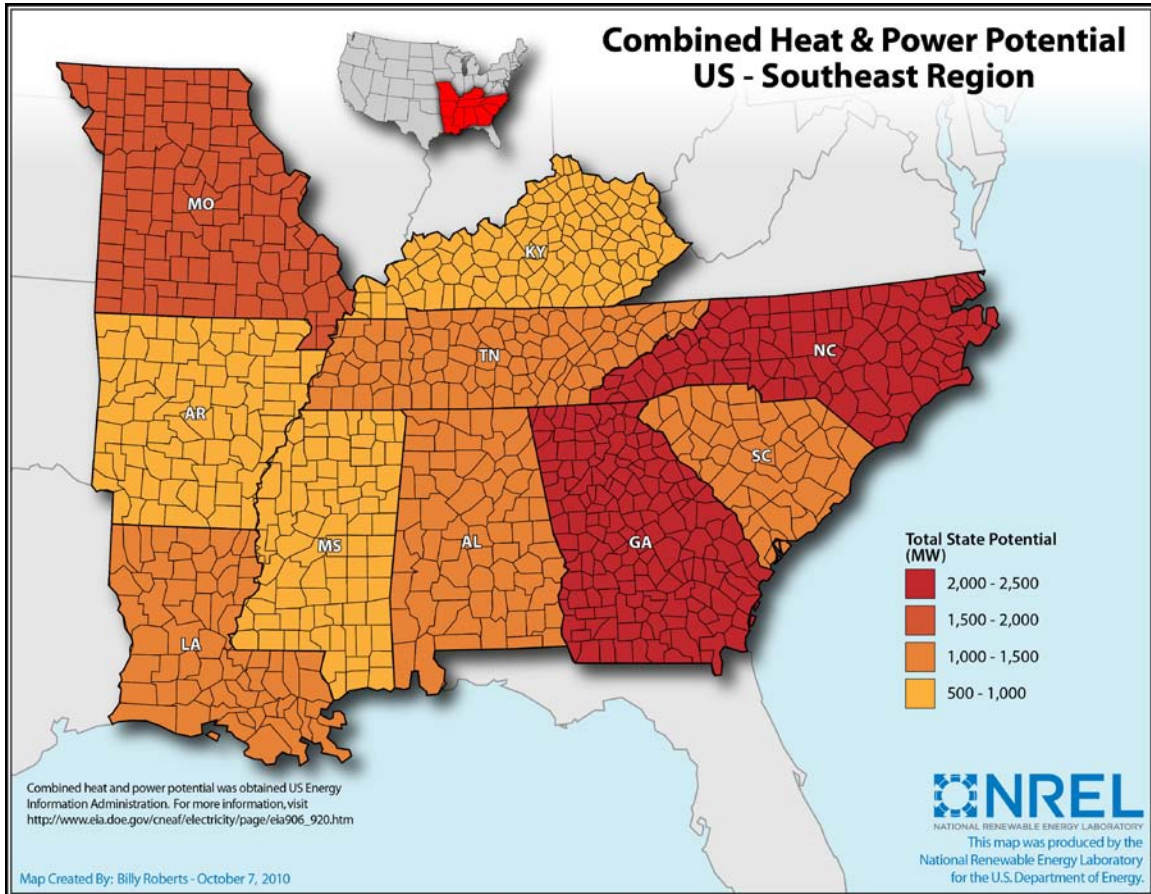 Combined Heat & Power Potential
US - Southeast Region
MO
KY
TN
NC
AR
SC
MS
AL
GA
LA
Total State Potential
(MW)
2,000 - 2,500
1,500 - 2,000
1,000 - 1,500
500 - 1,000
Combined heat and power potential was obtained US Energy
Information Administration. For more information, visit
http://www.eia.doe.gov/cneaf/electricity/page/eia906_920.htm
NREL
NATIONAL RENEWABLE ENERGY LABORATORY
This map was produced by the
National Renewable Energy Laboratory
for the U.S. Department of Energy.
Map Created By: Billy Roberts - October 7, 2010